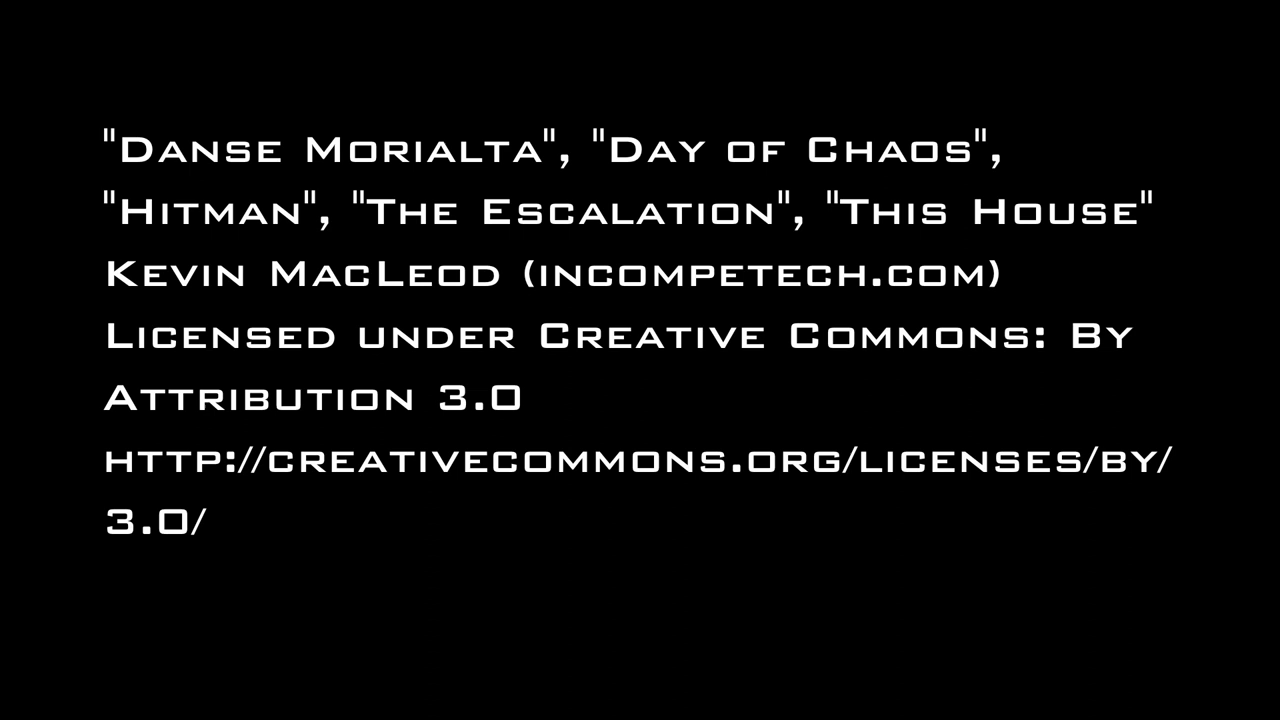 "Danse Morialta", "Day of Chaos",
"Hitman", "The Escalation", "This House"
Kevin MacLeod (incompetech.com)
Licensed under Creative Commons: By
Attribution 3.0
http://creativecommons.org/licenses/by/
3.0/